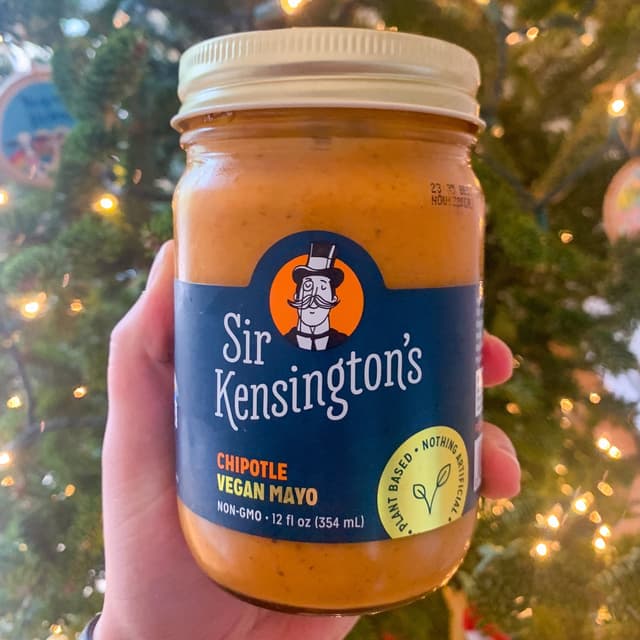 Sir
Kensington's
CHIPOTLE
VEGAN MAYO
NON-GMO • 12 fl oz (354 mL)
PLANT BASED • NOTHING ARTIFICIAL •